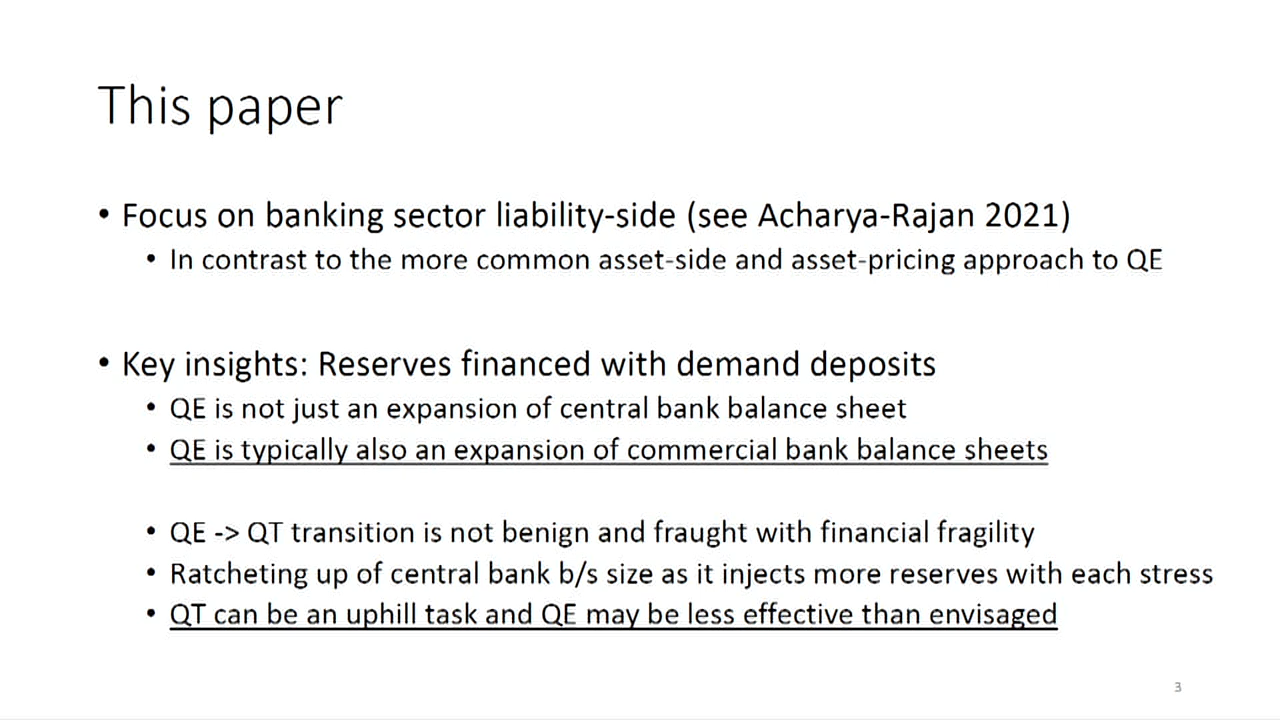 This paper
• Focus on banking sector liability-side (see Acharya-Rajan 2021)
• In contrast to the more common asset-side and asset-pricing approach to QE
• Key insights: Reserves financed with demand deposits
• QE is not just an expansion of central bank balance sheet
• QE is typically also an expansion of commercial bank balance sheets
• QE -> QT transition is not benign and fraught with financial fragility
• Ratcheting up of central bank b/s size as it injects more reserves with each stress
• QT can be an uphill task and QE may be less effective than envisaged
3